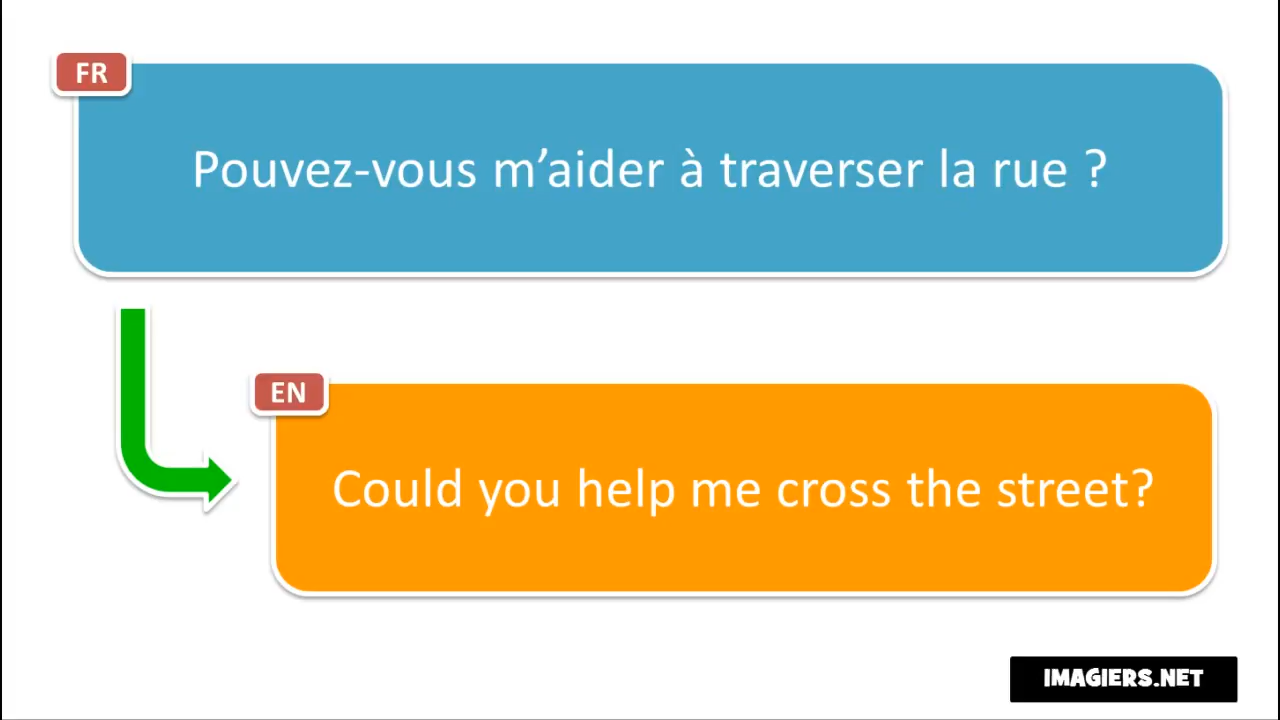 FR
Pouvez-vous m’aider à traverser la rue ?
EN
Could you help me cross the street?
IMAGIERS.NET